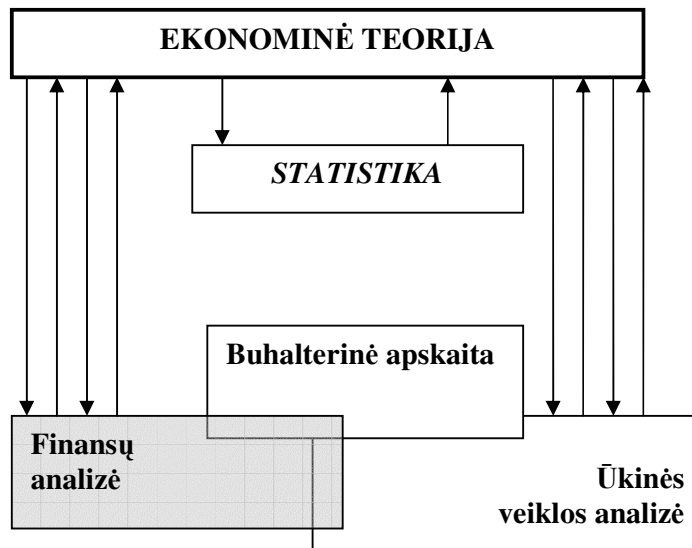 EKONOMINĖ TEORIJA
STATISTIKA
Buhalterinė apskaita
Finansų
analizė
Ūkinės
veiklos analizė